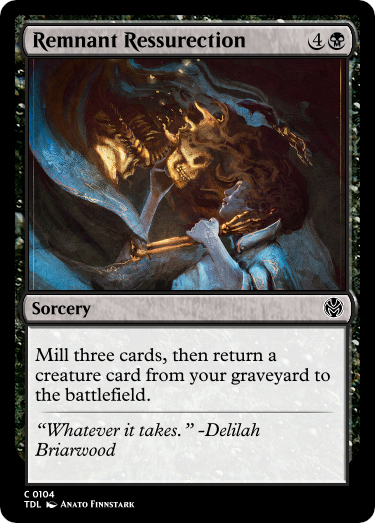 Remnant Ressurection 4
Sorcery
Mill three cards, then return a
creature card from your graveyard to
the battlefield.
“Whatever it takes.” -Delilah
Briarwood
C 0104
TDL Anato Finnstark